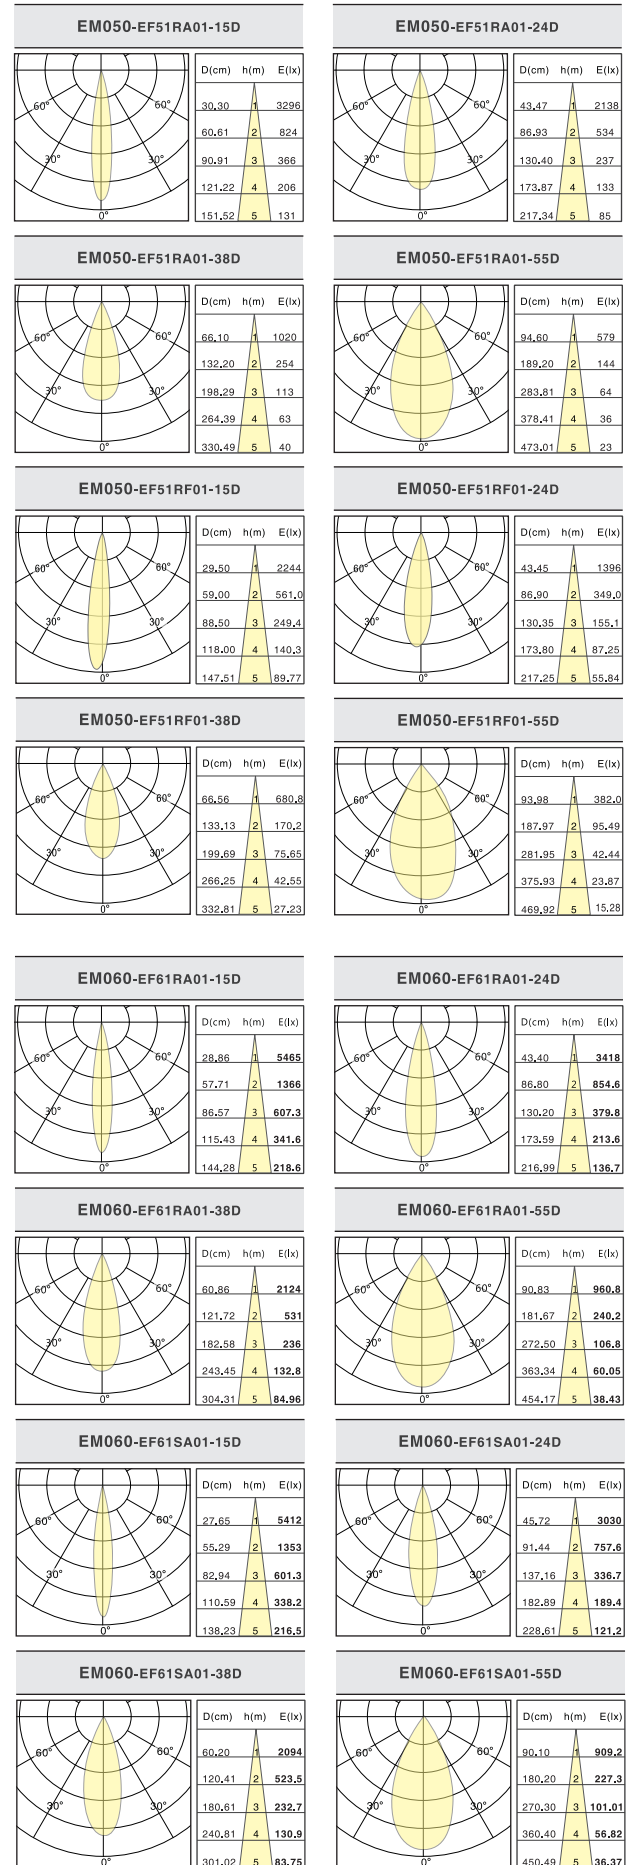 EM050-EF51RA01-15D
D(cm) h(m) E(lx)
60° 60° 30.30 1 3296
60.61 2 824
30° 30° 90.91 3 366
121.22 4 206
0° 151.52 5 131
EM050-EF51RA01-24D
D(cm) h(m) E(lx)
60° 60° 43.47 1 2138
86.93 2 534
30° 30° 130.40 3 237
173.87 4 133
0° 217.34 5 85
EM050-EF51RA01-38D
D(cm) h(m) E(lx)
60° 60° 66.10 1 1020
132.20 2 254
30° 30° 198.29 3 113
264.39 4 63
0° 330.49 5 40
EM050-EF51RA01-55D
D(cm) h(m) E(lx)
60° 60° 94.60 1 579
189.20 2 144
30° 30° 283.81 3 64
378.41 4 36
0° 473.01 5 23
EM050-EF51RF01-15D
D(cm) h(m) E(lx)
60° 60° 29.50 1 2244
59.00 2 561.0
30° 30° 88.50 3 249.4
118.00 4 140.3
0° 147.51 5 89.77
EM050-EF51RF01-24D
D(cm) h(m) E(lx)
60° 60° 43.45 1 1396
86.90 2 349.0
30° 30° 130.35 3 155.1
173.80 4 87.25
0° 217.25 5 55.84
EM050-EF51RF01-38D
D(cm) h(m) E(lx)
60° 60° 66.56 1 680.8
133.13 2 170.2
30° 30° 199.69 3 75.65
266.25 4 42.55
0° 332.81 5 27.23
EM050-EF51RF01-55D
D(cm) h(m) E(lx)
60° 60° 93.98 1 382.0
187.97 2 95.49
30° 30° 281.95 3 42.44
375.93 4 23.87
0° 469.92 5 15.28
EM060-EF61RA01-15D
D(cm) h(m) E(lx)
60° 60° 28.86 1 5465
57.71 2 1366
30° 30° 86.57 3 607.3
115.43 4 341.6
0° 144.28 5 218.6
EM060-EF61RA01-24D
D(cm) h(m) E(lx)
60° 60° 43.40 1 3418
86.80 2 854.6
30° 30° 130.20 3 379.8
173.59 4 213.6
0° 216.99 5 136.7
EM060-EF61RA01-38D
D(cm) h(m) E(lx)
60° 60° 60.86 1 2124
121.72 2 531
30° 30° 182.58 3 236
243.45 4 132.8
0° 304.31 5 84.96
EM060-EF61RA01-55D
D(cm) h(m) E(lx)
60° 60° 90.83 1 960.8
181.67 2 240.2
30° 30° 272.50 3 106.8
363.34 4 60.05
0° 454.17 5 38.43
EM060-EF61SA01-15D
D(cm) h(m) E(lx)
60° 60° 27.65 1 5412
55.29 2 1353
30° 30° 82.94 3 601.3
110.59 4 338.2
0° 138.23 5 216.5
EM060-EF61SA01-24D
D(cm) h(m) E(lx)
60° 60° 45.72 1 3030
91.44 2 757.6
30° 30° 137.16 3 336.7
182.89 4 189.4
0° 228.61 5 121.2
EM060-EF61SA01-38D
D(cm) h(m) E(lx)
60° 60° 60.20 1 2094
120.41 2 523.5
30° 30° 180.61 3 232.7
240.81 4 130.9
0° 301.02 5 83.75
EM060-EF61SA01-55D
D(cm) h(m) E(lx)
60° 60° 90.10 1 909.2
180.20 2 227.3
30° 30° 270.30 3 101.01
360.40 4 56.82
0° 450.49 5 36.37